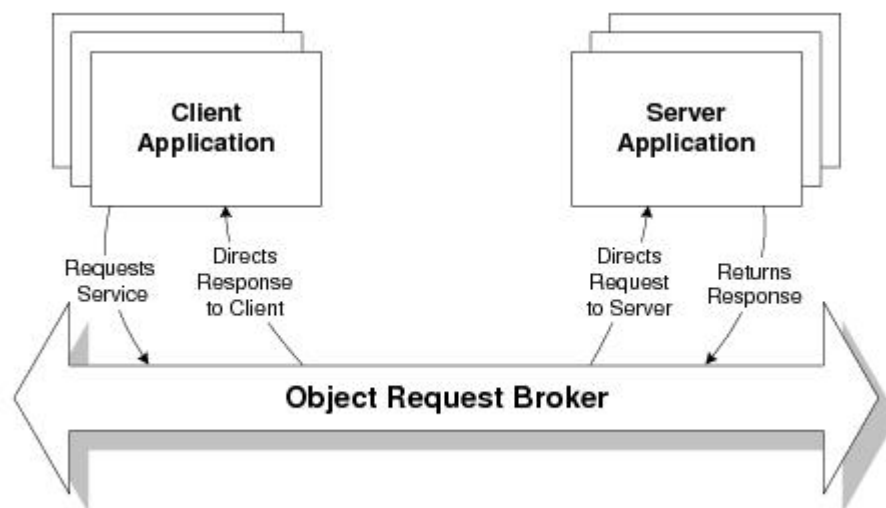 Client
Application
Server
Application
Requests
Service
Directs
Response
to Client
Directs
Request
to Server
Returns
Response
Object Request Broker